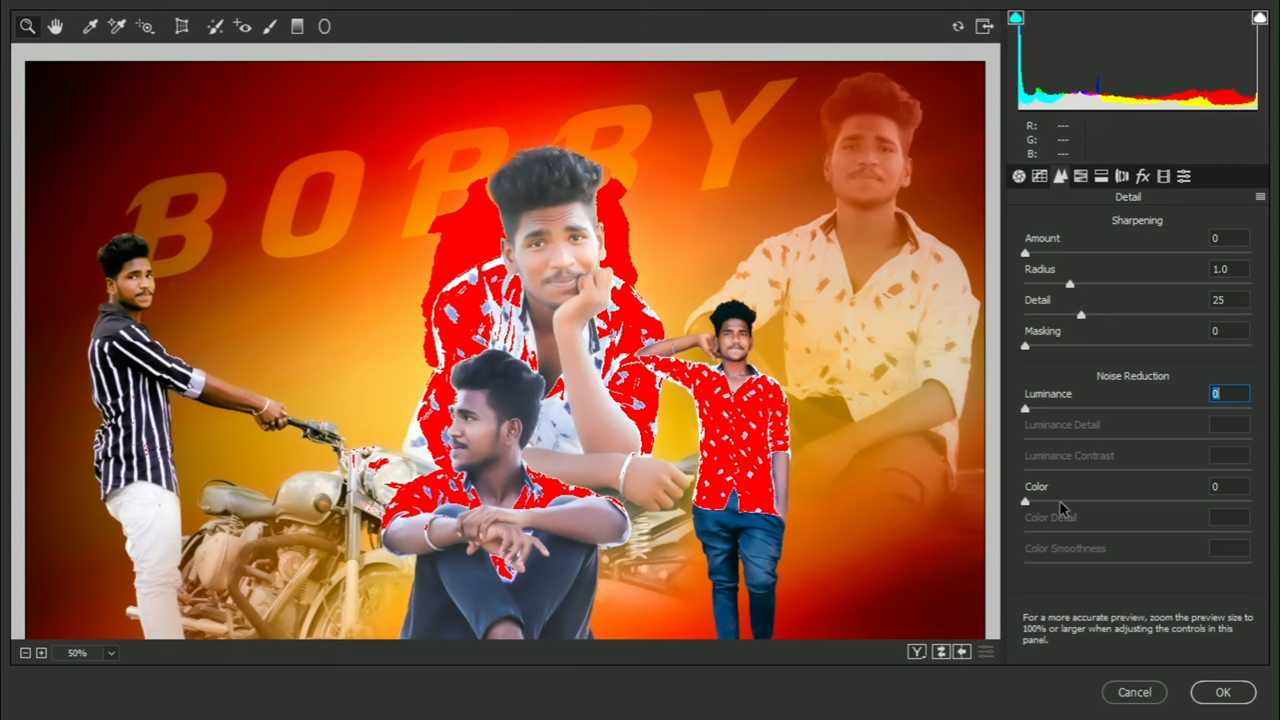 BOBBY
R: ---
G: ---
B: ---
fx
Detail
Sharpening
Amount 0
Radius 1.0
Detail 25
Masking 0
Noise Reduction
Luminance 0
Luminance Detail
Luminance Contrast
Color 0
Color Detail
Color Smoothness
For a more accurate preview, zoom the preview size to
100% or larger when adjusting the controls in this
panel.
50%
Y
Cancel
OK